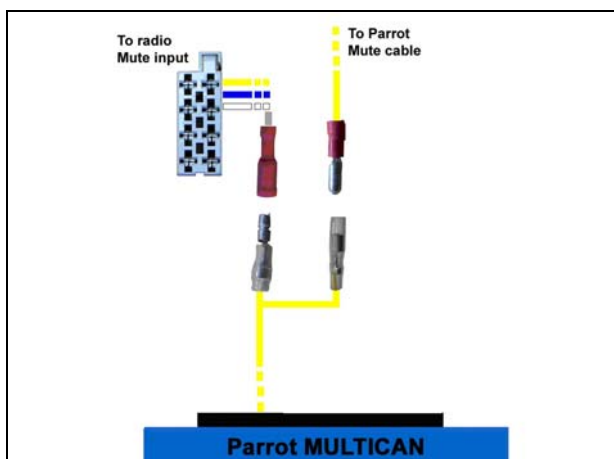 To radio
Mute input
To Parrot
Mute cable
Parrot MULTICAN